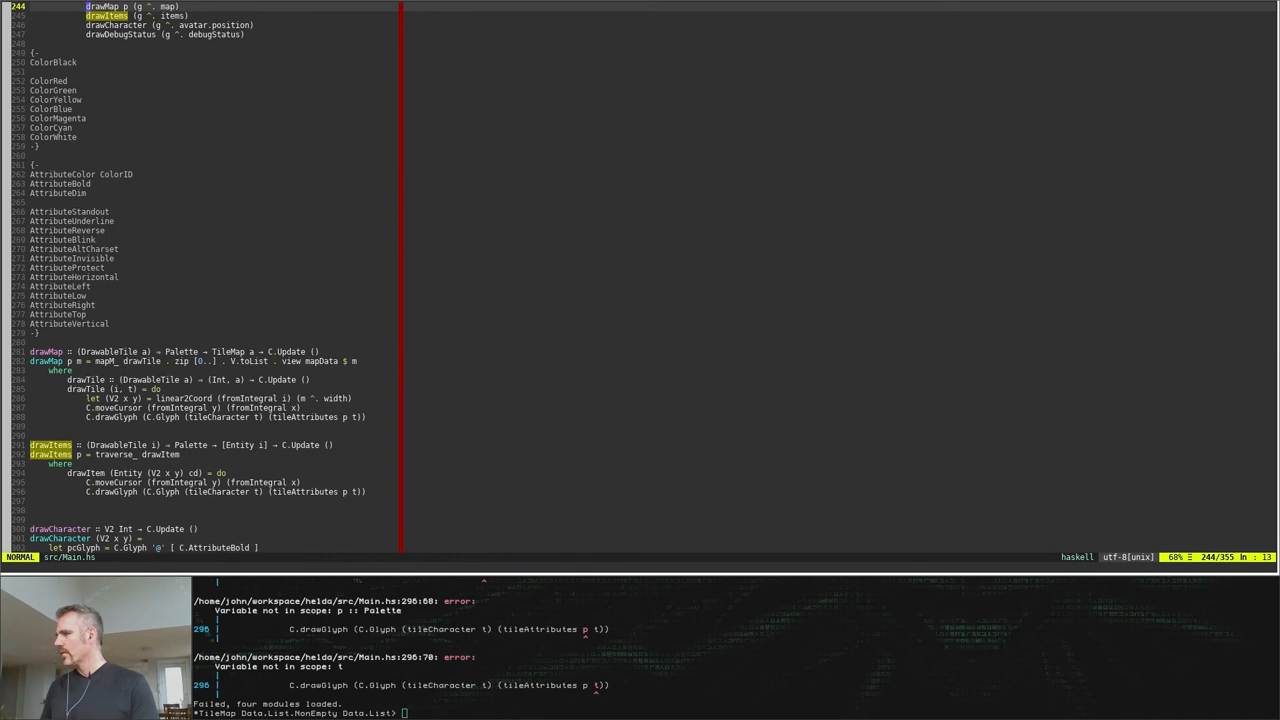 244         drawMap p (g ^. map)
245         drawItems (g ^. items)
246         drawCharacter (g ^. avatar.position)
247         drawDebugStatus (g ^. debugStatus)
248
249 {-
250 ColorBlack
251
252 ColorRed
253 ColorGreen
254 ColorYellow
255 ColorBlue
256 ColorMagenta
257 ColorCyan
258 ColorWhite
259 -}
260
261 {-
262 AttributeColor ColorID
263 AttributeBold
264 AttributeDim
265
266 AttributeStandout
267 AttributeUnderline
268 AttributeReverse
269 AttributeBlink
270 AttributeAltCharset
271 AttributeInvisible
272 AttributeProtect
273 AttributeHorizontal
274 AttributeLeft
275 AttributeLow
276 AttributeRight
277 AttributeTop
278 AttributeVertical
279 -}
280
281 drawMap ∷ (DrawableTile a) ⇒ Palette → TileMap a → C.Update ()
282 drawMap p m = mapM_ drawTile . zip [0..] . V.toList . view mapData $ m
283     where
284         drawTile ∷ (DrawableTile a) ⇒ (Int, a) → C.Update ()
285         drawTile (i, t) = do
286             let (V2 x y) = linear2Coord (fromIntegral i) (m ^. width)
287             C.moveCursor (fromIntegral y) (fromIntegral x)
288             C.drawGlyph (C.Glyph (tileCharacter t) (tileAttributes p t))
289
290
291 drawItems ∷ (DrawableTile i) ⇒ Palette → [Entity i] → C.Update ()
292 drawItems p = traverse_ drawItem
293     where
294         drawItem (Entity (V2 x y) cd) = do
295             C.moveCursor (fromIntegral y) (fromIntegral x)
296             C.drawGlyph (C.Glyph (tileCharacter t) (tileAttributes p t))
297
298
299
300 drawCharacter ∷ V2 Int → C.Update ()
301 drawCharacter (V2 x y) =
302     let pcGlyph = C.Glyph '@' [ C.AttributeBold ]
NORMAL src/Main.hs haskell utf-8[unix] 68% ☰ 244/355 ln : 13
^
/home/john/workspace/helda/src/Main.hs:296:68: error:
    Variable not in scope: p :: Palette
    |
296 |             C.drawGlyph (C.Glyph (tileCharacter t) (tileAttributes p t))
    |                                                                    ^
/home/john/workspace/helda/src/Main.hs:296:70: error:
    Variable not in scope: t
    |
296 |             C.drawGlyph (C.Glyph (tileCharacter t) (tileAttributes p t))
    |                                                                      ^
Failed, four modules loaded.
*TileMap Data.List.NonEmpty Data.List>